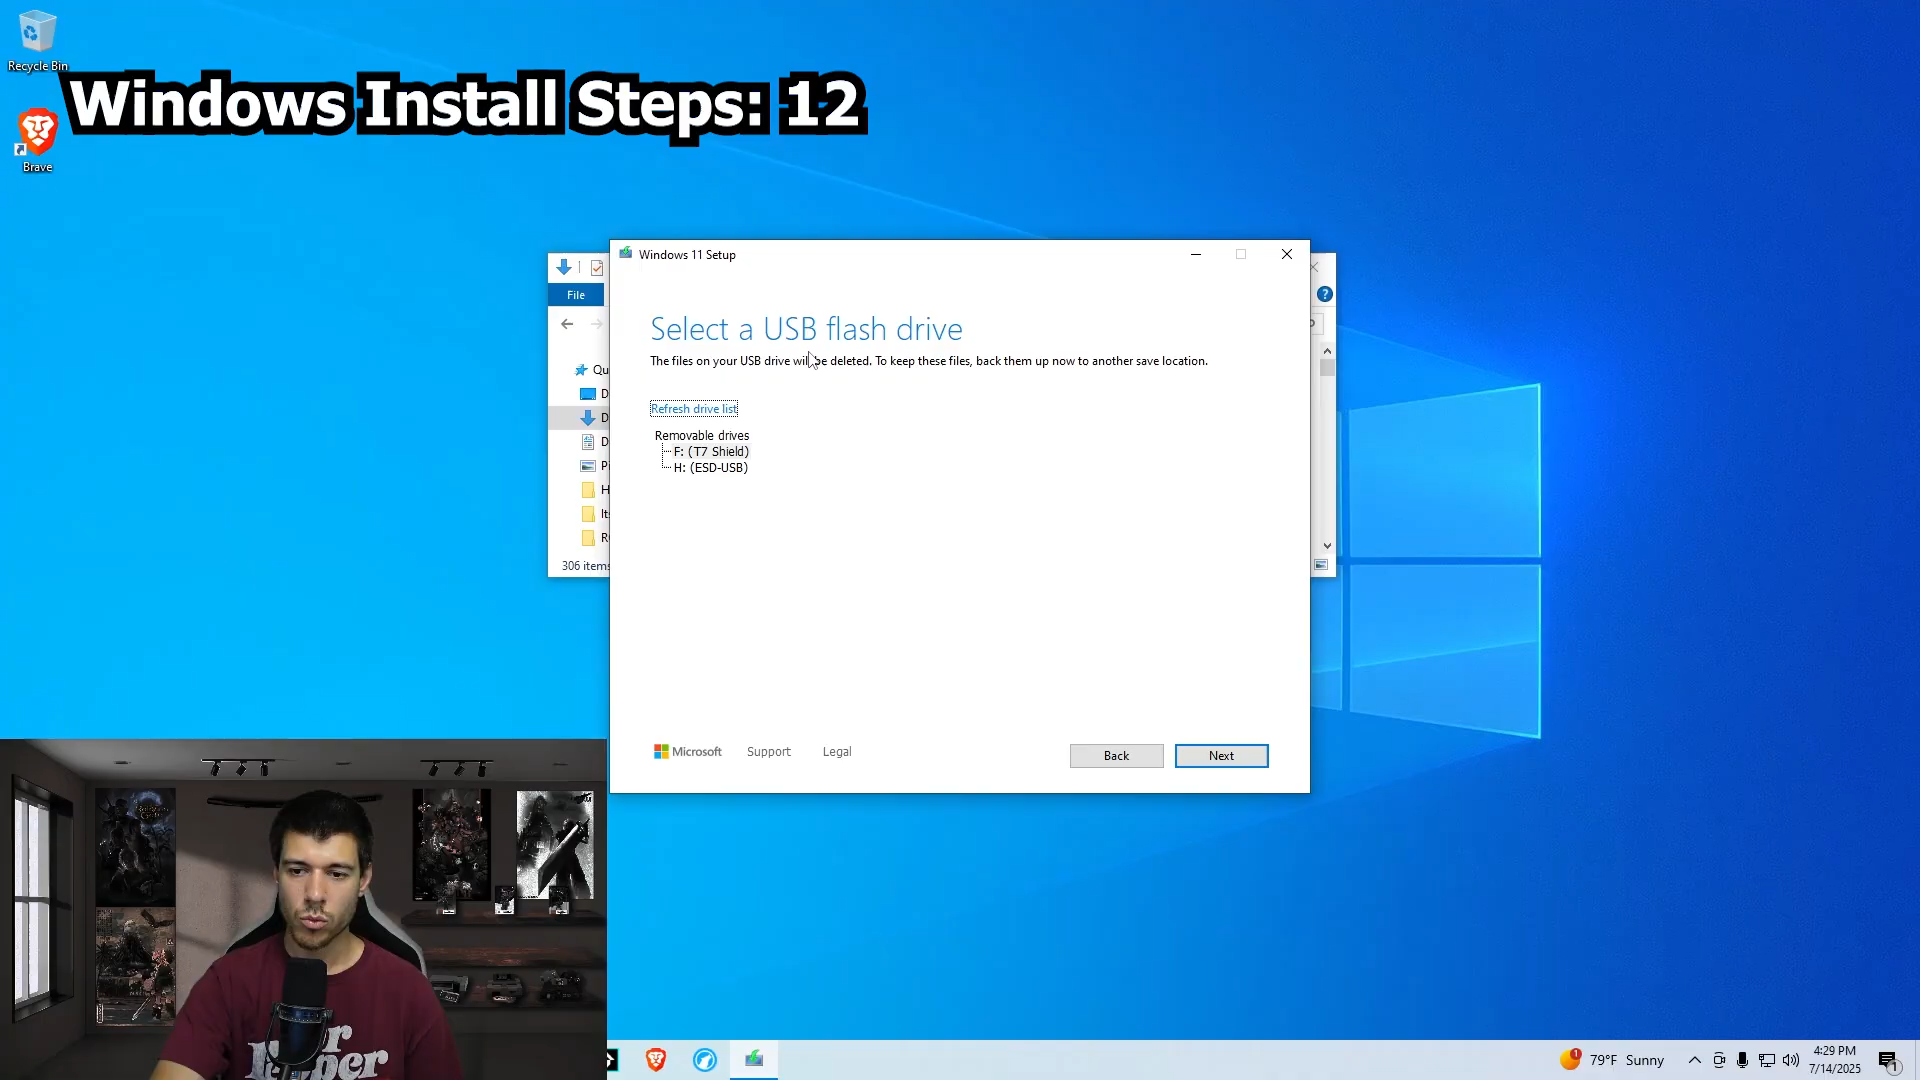 Recycle Bin
Windows Install Steps: 12
Brave
Windows 11 Setup
File
Select a USB flash drive
The files on your USB drive will be deleted. To keep these files, back them up now to another save location.
Refresh drive list
Removable drives
F: (T7 Shield)
H: (ESD-USB)
306 items
Microsoft
Support
Legal
Back
Next
79°F Sunny
4:29 PM
7/14/2025